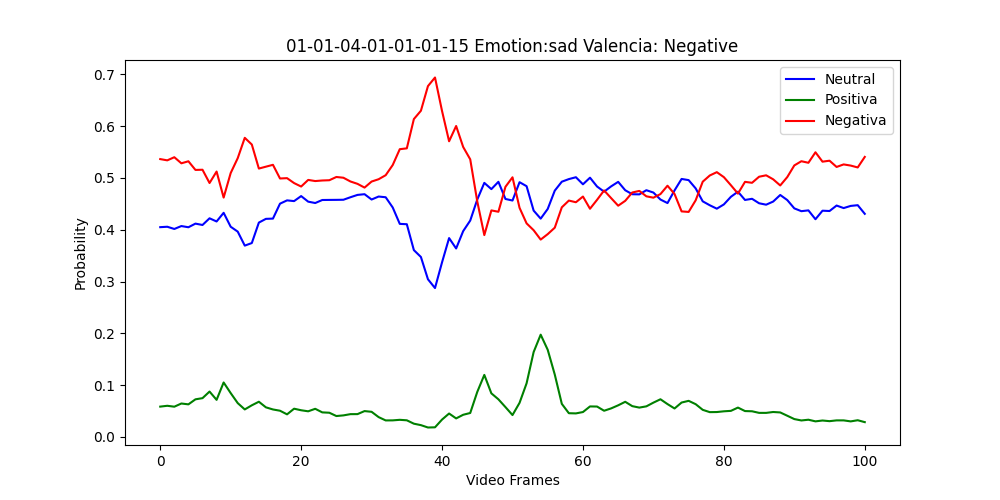 01-01-04-01-01-01-15 Emotion:sad Valencia: Negative
Neutral
Positiva
Negativa
Probability
0.7
0.6
0.5
0.4
0.3
0.2
0.1
0.0
0 20 40 60 80 100
Video Frames